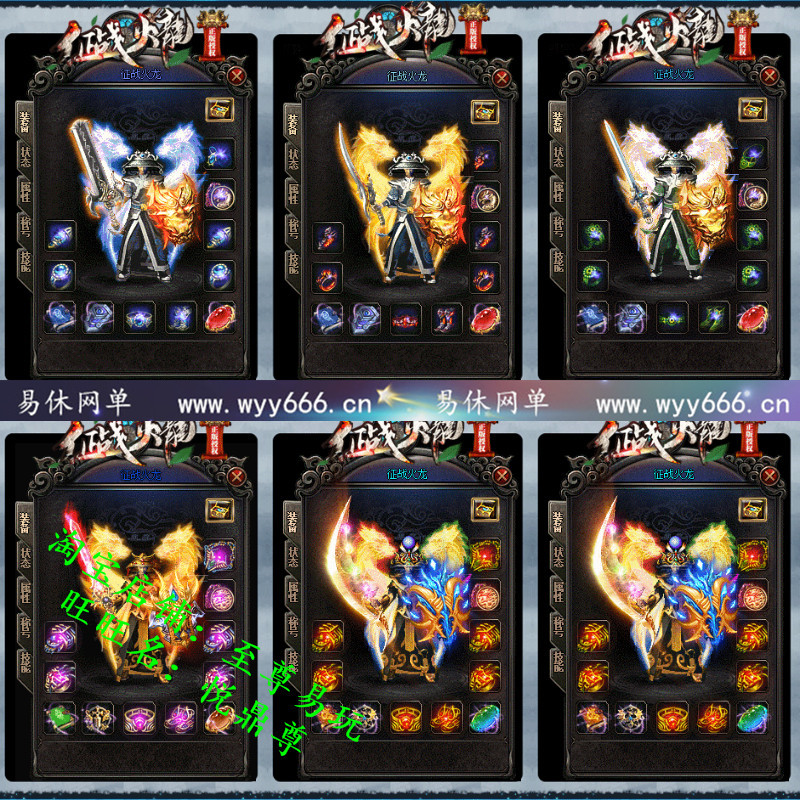 征战火龙 正版授权 征战火龙 正版授权 征战火龙 正版授权
征战火龙 征战火龙 征战火龙
装备 装备 装备
状态 状态 状态
属性 属性 属性
称号 称号 称号
技能 技能 技能
易休网单 www.wyy666.cn 易休网单 www.wyy666.cn
征战火龙 正版授权 征战火龙 正版授权 征战火龙 正版授权
征战火龙 征战火龙 征战火龙
装备 装备 装备
状态 状态 状态
属性 属性 属性
称号 称号 称号
技能 技能 技能
淘宝店铺：至尊易玩
旺旺名：悦鼎尊